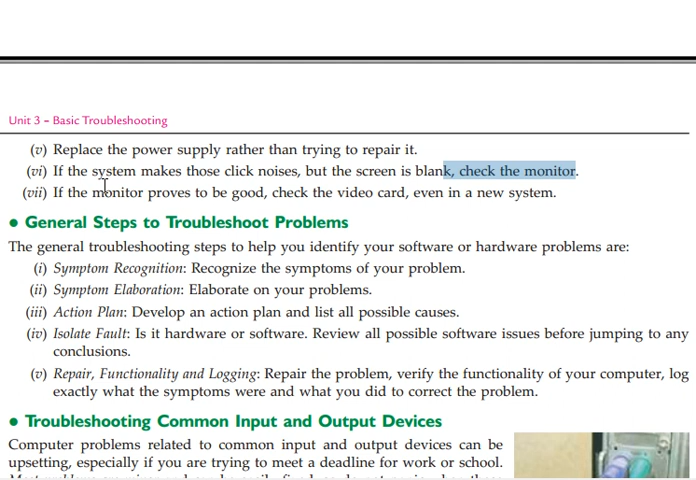 Unit 3 – Basic Troubleshooting
(v) Replace the power supply rather than trying to repair it.
(vi) If the system makes those click noises, but the screen is blank, check the monitor.
(vii) If the monitor proves to be good, check the video card, even in a new system.
• General Steps to Troubleshoot Problems
The general troubleshooting steps to help you identify your software or hardware problems are:
(i) Symptom Recognition: Recognize the symptoms of your problem.
(ii) Symptom Elaboration: Elaborate on your problems.
(iii) Action Plan: Develop an action plan and list all possible causes.
(iv) Isolate Fault: Is it hardware or software. Review all possible software issues before jumping to any
conclusions.
(v) Repair, Functionality and Logging: Repair the problem, verify the functionality of your computer, log
exactly what the symptoms were and what you did to correct the problem.
• Troubleshooting Common Input and Output Devices
Computer problems related to common input and output devices can be
upsetting, especially if you are trying to meet a deadline for work or school.